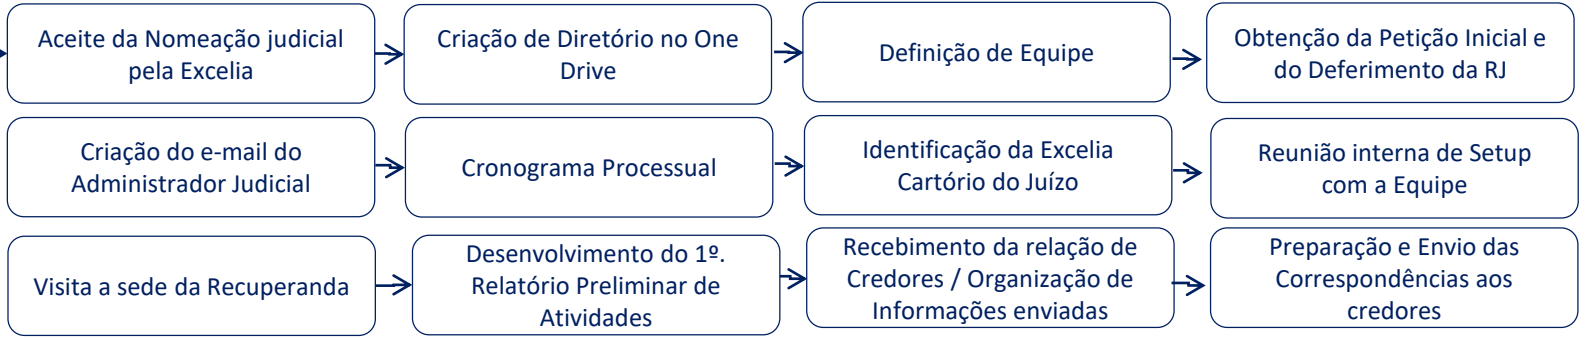 Aceite da Nomeação judicial
pela Excelia
Criação de Diretório no One
Drive
Definição de Equipe
Obtenção da Petição Inicial e
do Deferimento da RJ
Criação do e-mail do
Administrador Judicial
Cronograma Processual
Identificação da Excelia
Cartório do Juízo
Reunião interna de Setup
com a Equipe
Visita a sede da Recuperanda
Desenvolvimento do 1º.
Relatório Preliminar de
Atividades
Recebimento da relação de
Credores / Organização de
Informações enviadas
Preparação e Envio das
Correspondências aos
credores